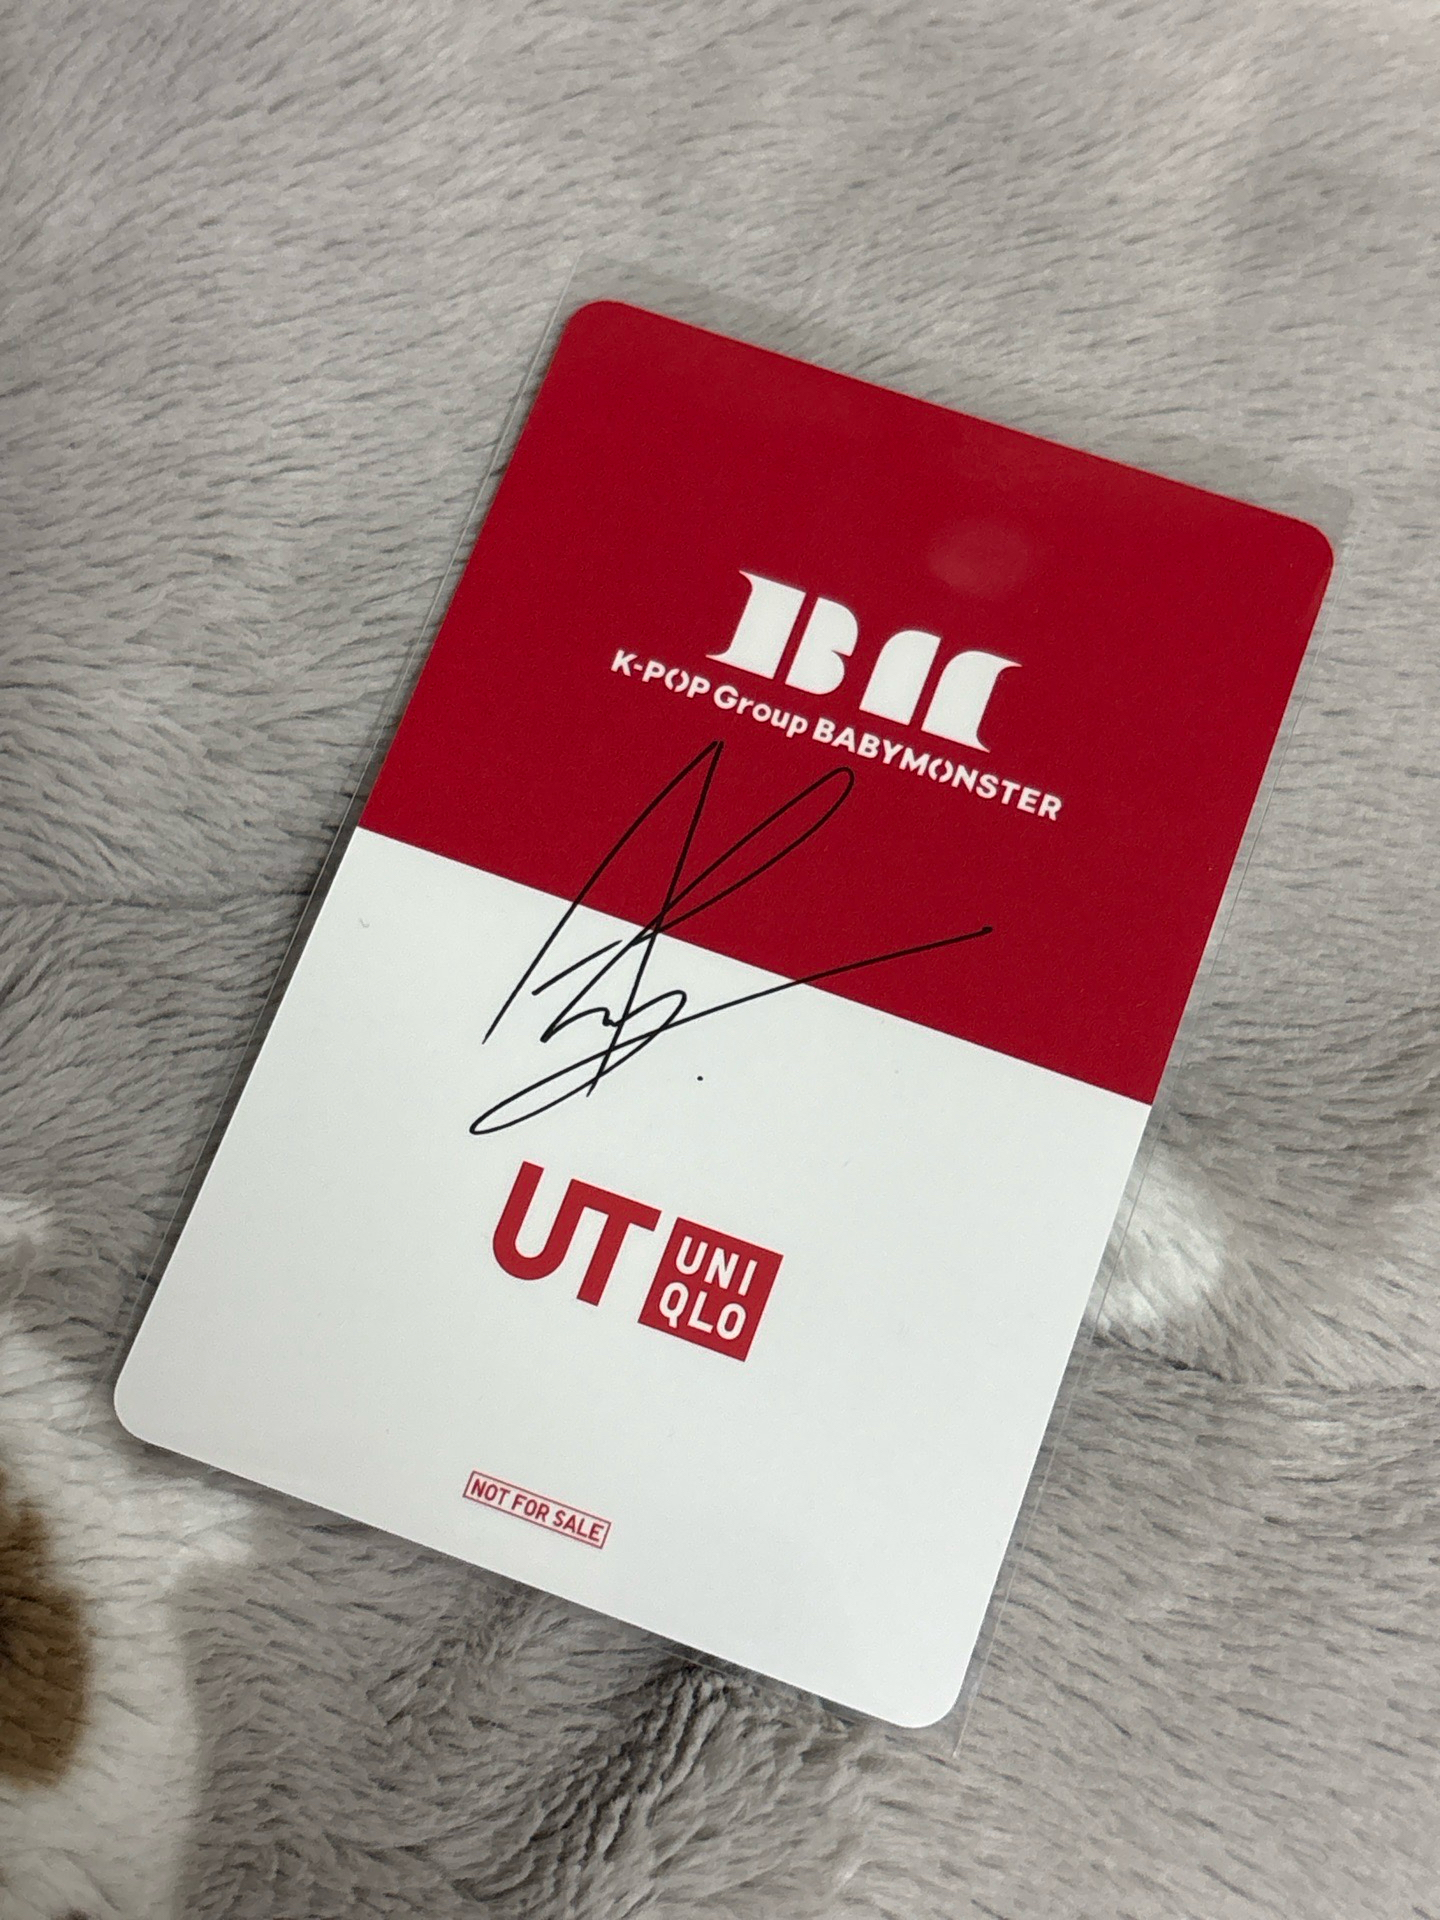 BM
K-POP Group BABYMONSTER
UT UNI
QLO
NOT FOR SALE